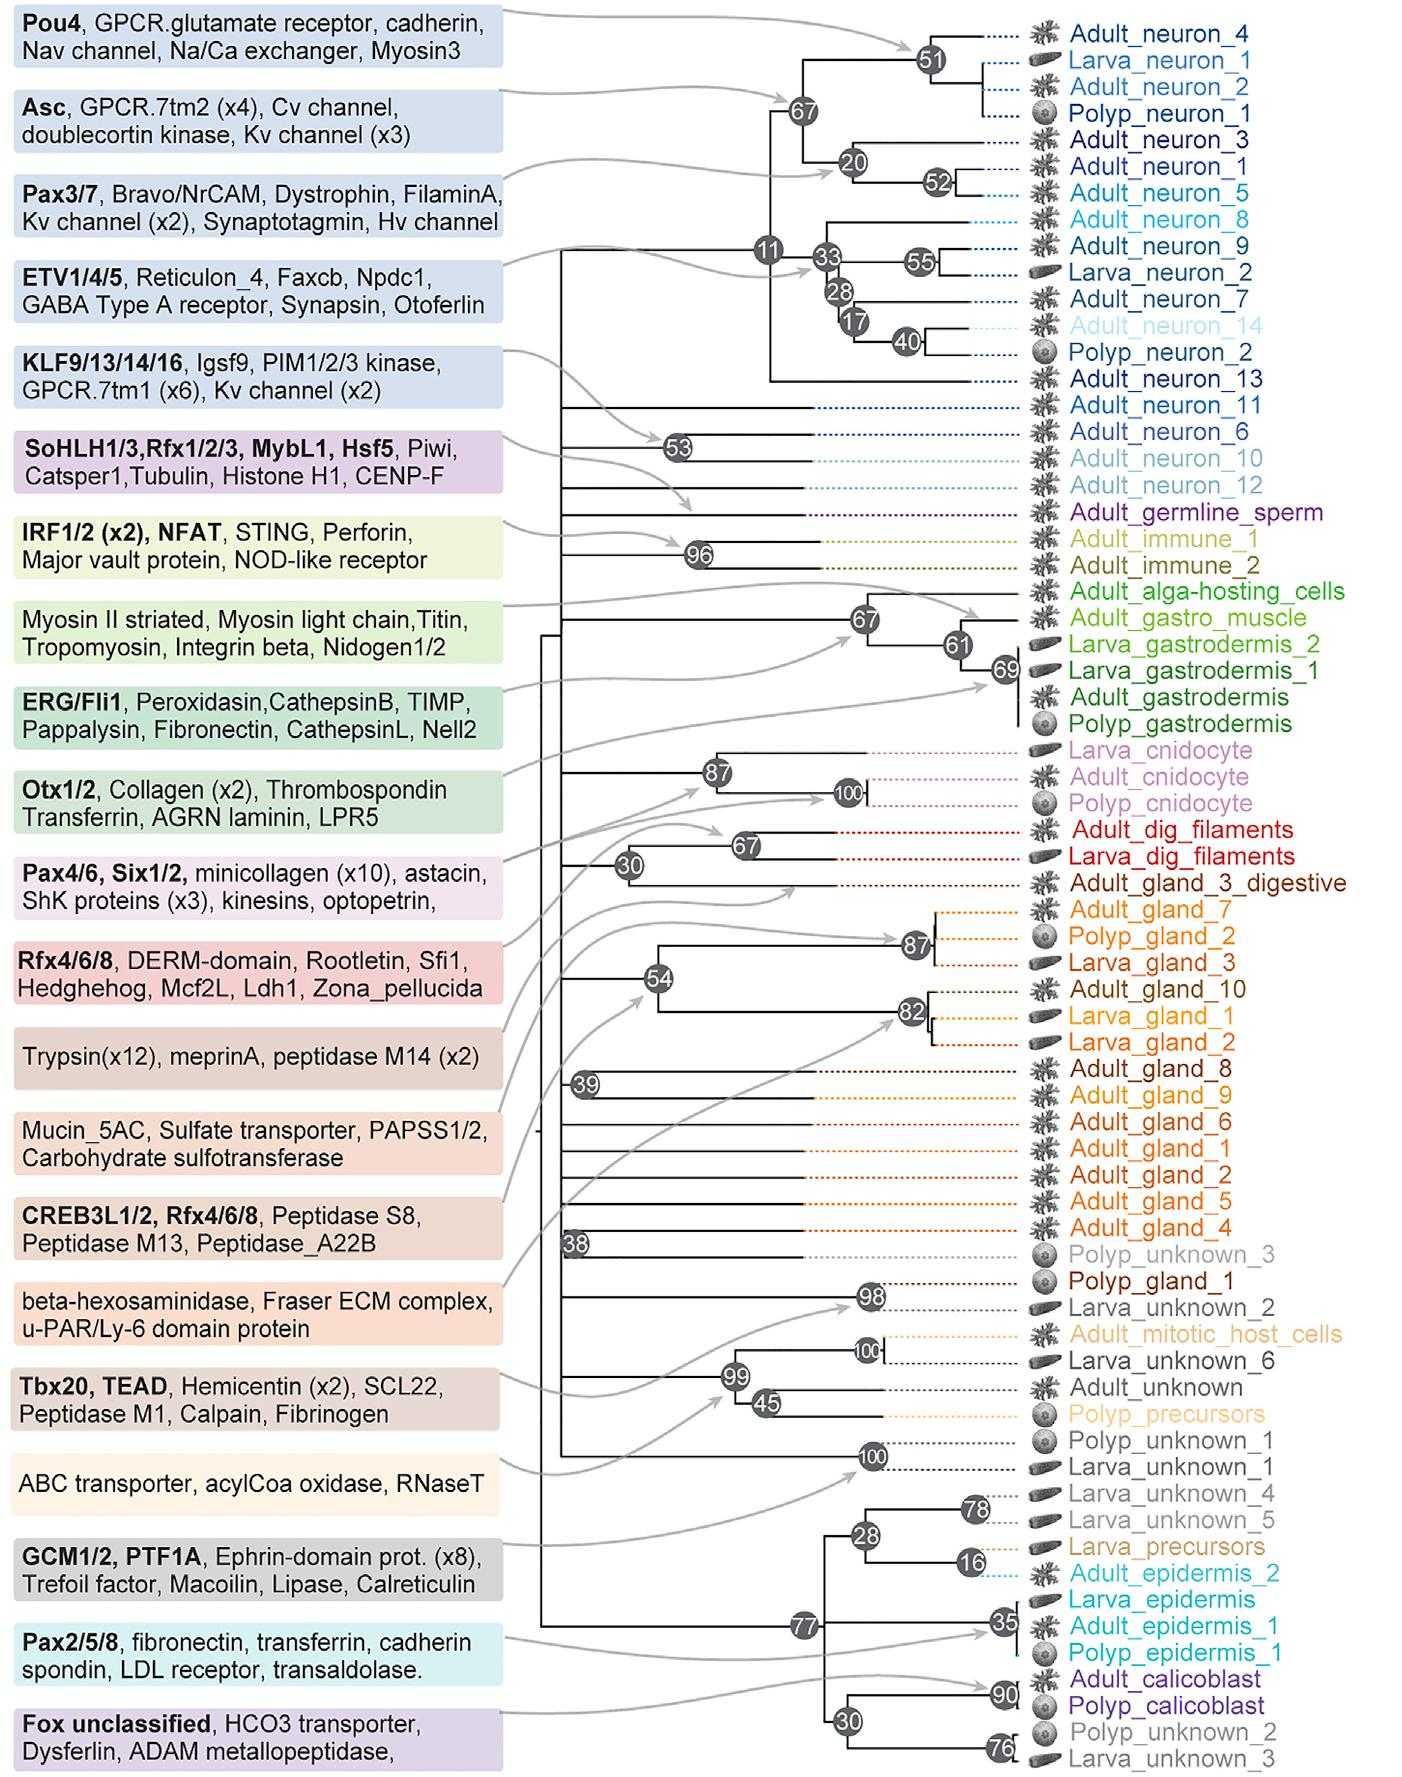 Pou4, GPCR.glutamate receptor, cadherin,
Nav channel, Na/Ca exchanger, Myosin3
Asc, GPCR.7tm2 (x4), Cv channel,
doublecortin kinase, Kv channel (x3)
Pax3/7, Bravo/NrCAM, Dystrophin, FilaminA,
Kv channel (x2), Synaptotagmin, Hv channel
ETV1/4/5, Reticulon_4, Faxcb, Npdc1,
GABA Type A receptor, Synapsin, Otoferlin
KLF9/13/14/16, Igsf9, PIM1/2/3 kinase,
GPCR.7tm1 (x6), Kv channel (x2)
SoHLH1/3,Rfx1/2/3, MybL1, Hsf5, Piwi,
Catsper1,Tubulin, Histone H1, CENP-F
IRF1/2 (x2), NFAT, STING, Perforin,
Major vault protein, NOD-like receptor
Myosin II striated, Myosin light chain,Titin,
Tropomyosin, Integrin beta, Nidogen1/2
ERG/Fli1, Peroxidasin,CathepsinB, TIMP,
Pappalysin, Fibronectin, CathepsinL, Nell2
Otx1/2, Collagen (x2), Thrombospondin
Transferrin, AGRN laminin, LPR5
Pax4/6, Six1/2, minicollagen (x10), astacin,
ShK proteins (x3), kinesins, optopetrin,
Rfx4/6/8, DERM-domain, Rootletin, Sfi1,
Hedghehog, Mcf2L, Ldh1, Zona_pellucida
Trypsin(x12), meprinA, peptidase M14 (x2)
Mucin_5AC, Sulfate transporter, PAPSS1/2,
Carbohydrate sulfotransferase
CREB3L1/2, Rfx4/6/8, Peptidase S8,
Peptidase M13, Peptidase_A22B
beta-hexosaminidase, Fraser ECM complex,
u-PAR/Ly-6 domain protein
Tbx20, TEAD, Hemicentin (x2), SCL22,
Peptidase M1, Calpain, Fibrinogen
ABC transporter, acylCoa oxidase, RNaseT
GCM1/2, PTF1A, Ephrin-domain prot. (x8),
Trefoil factor, Macoilin, Lipase, Calreticulin
Pax2/5/8, fibronectin, transferrin, cadherin
spondin, LDL receptor, transaldolase.
Fox unclassified, HCO3 transporter,
Dysferlin, ADAM metallopeptidase,
51
67
20
52
11
33
55
28
17
40
53
96
67
61
69
87
100
67
30
87
54
82
39
38
98
100
99
45
100
78
28
16
77
35
90
30
76
Adult_neuron_4
Larva_neuron_1
Adult_neuron_2
Polyp_neuron_1
Adult_neuron_3
Adult_neuron_1
Adult_neuron_5
Adult_neuron_8
Adult_neuron_9
Larva_neuron_2
Adult_neuron_7
Adult_neuron_14
Polyp_neuron_2
Adult_neuron_13
Adult_neuron_11
Adult_neuron_6
Adult_neuron_10
Adult_neuron_12
Adult_germline_sperm
Adult_immune_1
Adult_immune_2
Adult_alga-hosting_cells
Adult_gastro_muscle
Larva_gastrodermis_2
Larva_gastrodermis_1
Adult_gastrodermis
Polyp_gastrodermis
Larva_cnidocyte
Adult_cnidocyte
Polyp_cnidocyte
Adult_dig_filaments
Larva_dig_filaments
Adult_gland_3_digestive
Adult_gland_7
Polyp_gland_2
Larva_gland_3
Adult_gland_10
Larva_gland_1
Larva_gland_2
Adult_gland_8
Adult_gland_9
Adult_gland_6
Adult_gland_1
Adult_gland_2
Adult_gland_5
Adult_gland_4
Polyp_unknown_3
Polyp_gland_1
Larva_unknown_2
Adult_mitotic_host_cells
Larva_unknown_6
Adult_unknown
Polyp_precursors
Polyp_unknown_1
Larva_unknown_1
Larva_unknown_4
Larva_unknown_5
Larva_precursors
Adult_epidermis_2
Larva_epidermis
Adult_epidermis_1
Polyp_epidermis_1
Adult_calicoblast
Polyp_calicoblast
Polyp_unknown_2
Larva_unknown_3